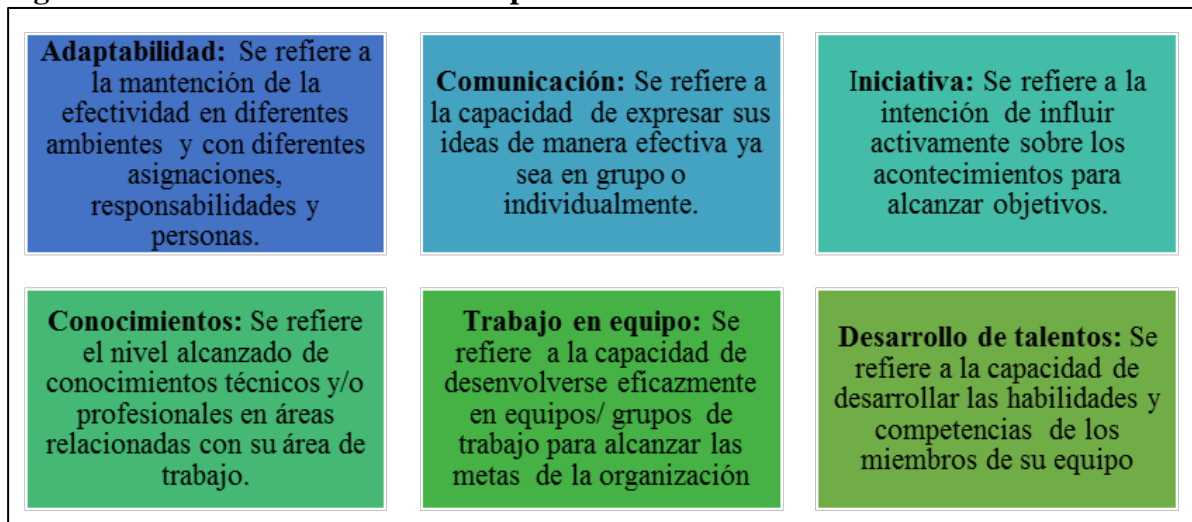 Adaptabilidad: Se refiere a
la mantención de la
efectividad en diferentes
ambientes y con diferentes
asignaciones,
responsabilidades y
personas.
Comunicación: Se refiere a
la capacidad de expresar sus
ideas de manera efectiva ya
sea en grupo o
individualmente.
Iniciativa: Se refiere a la
intención de influir
activamente sobre los
acontecimientos para
alcanzar objetivos.
Conocimientos: Se refiere
el nivel alcanzado de
conocimientos técnicos y/o
profesionales en áreas
relacionadas con su área de
trabajo.
Trabajo en equipo: Se
refiere a la capacidad de
desenvolverse eficazmente
en equipos/ grupos de
trabajo para alcanzar las
metas de la organización
Desarrollo de talentos: Se
refiere a la capacidad de
desarrollar las habilidades y
competencias de los
miembros de su equipo